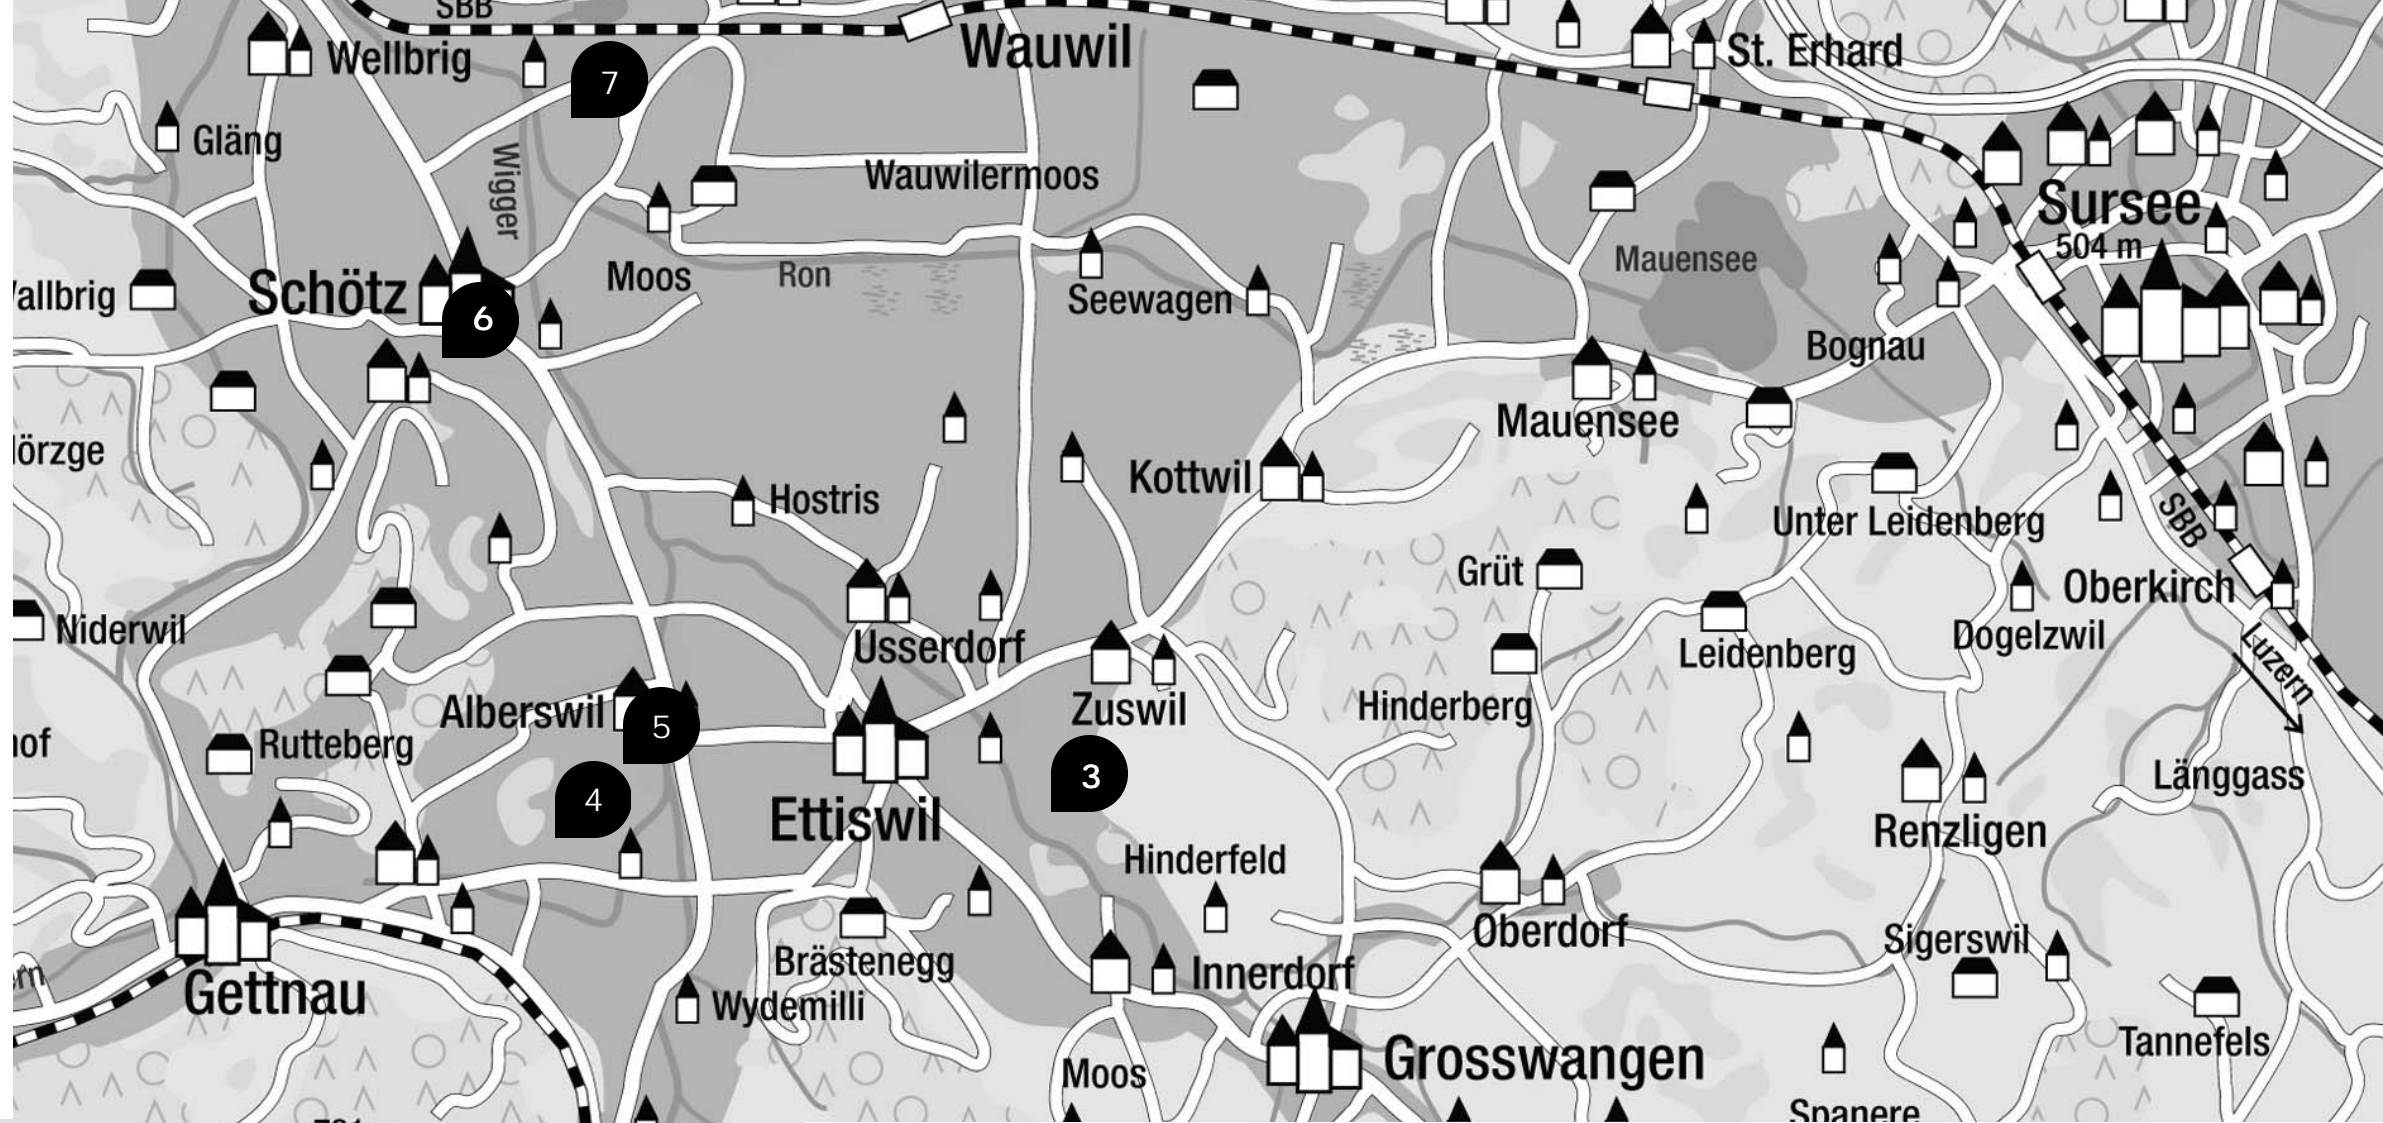 SBB
Wauwil
St. Erhard
Wellbrig
7
Gläng
Wigger
Wauwilermoos
Sursee
504 m
Mauensee
Moos
Ron
Schötz
allbrig
Seewagen
6
Bognau
Mauensee
örzge
Kottwil
Hostris
Unter Leidenberg
SBB
Grüt
Oberkirch
Niderwil
Usserdorf
Dogelzwil
Leidenberg
Luzern
Alberswil
5
Zuswil
Hinderberg
Rutteberg
hof
3
Länggass
4
Ettiswil
Renzligen
Hinderfeld
Oberdorf
Sigerswil
Brästenegg
Innerdorf
ern
Gettnau
Wydemilli
Tannefels
Grosswangen
Moos
Spanere